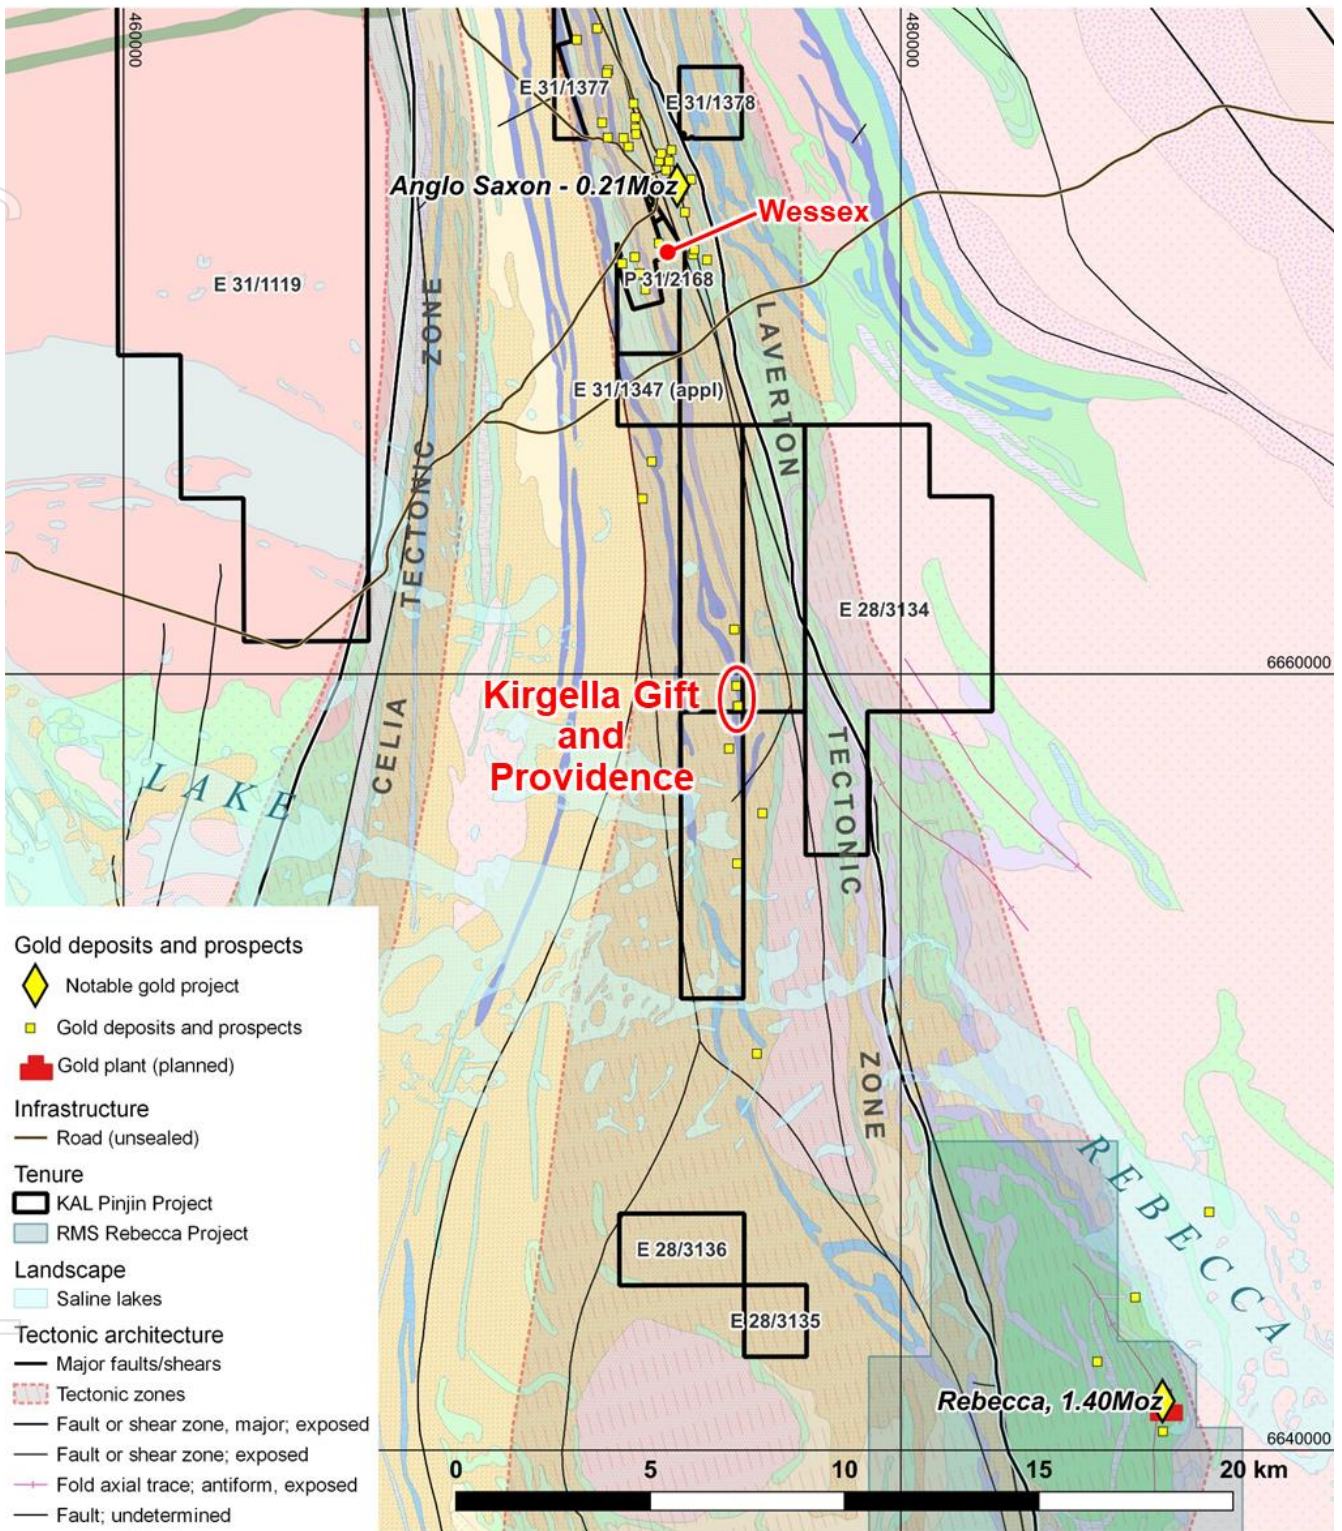 460000
480000
E 31/1377
E 31/1378
Anglo Saxon - 0.21Moz
Wessex
E 31/1119
P 31/2168
E 31/1347 (appl)
CELIA TECTONIC ZONE
LAVERTON TECTONIC ZONE
E 28/3134
6660000
Kirgella Gift
and
Providence
LAKE REBECCA
E 28/3136
E 28/3135
Rebecca, 1.40Moz
6640000
0 5 10 15 20 km
Gold deposits and prospects
Notable gold project
Gold deposits and prospects
Gold plant (planned)
Infrastructure
Road (unsealed)
Tenure
KAL Pinjin Project
RMS Rebecca Project
Landscape
Saline lakes
Tectonic architecture
Major faults/shears
Tectonic zones
Fault or shear zone, major; exposed
Fault or shear zone; exposed
Fold axial trace; antiform, exposed
Fault; undetermined